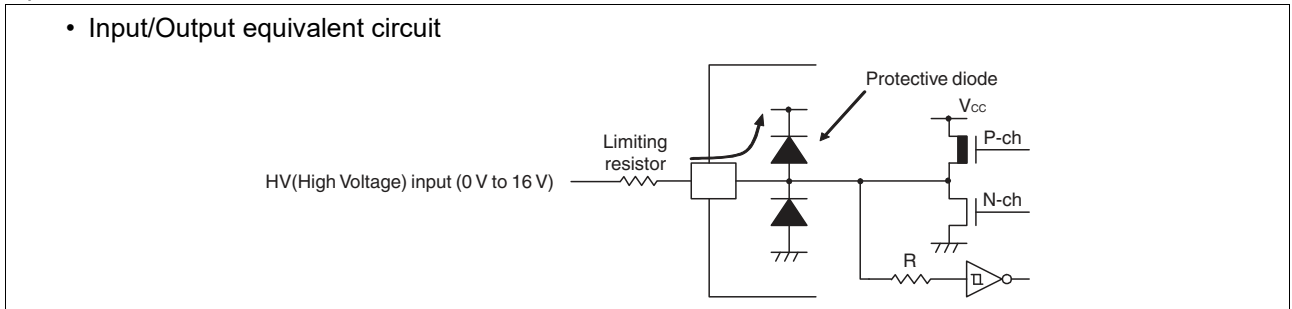 • Input/Output equivalent circuit
Protective diode
Vcc
P-ch
Limiting
resistor
HV(High Voltage) input (0 V to 16 V)
N-ch
R